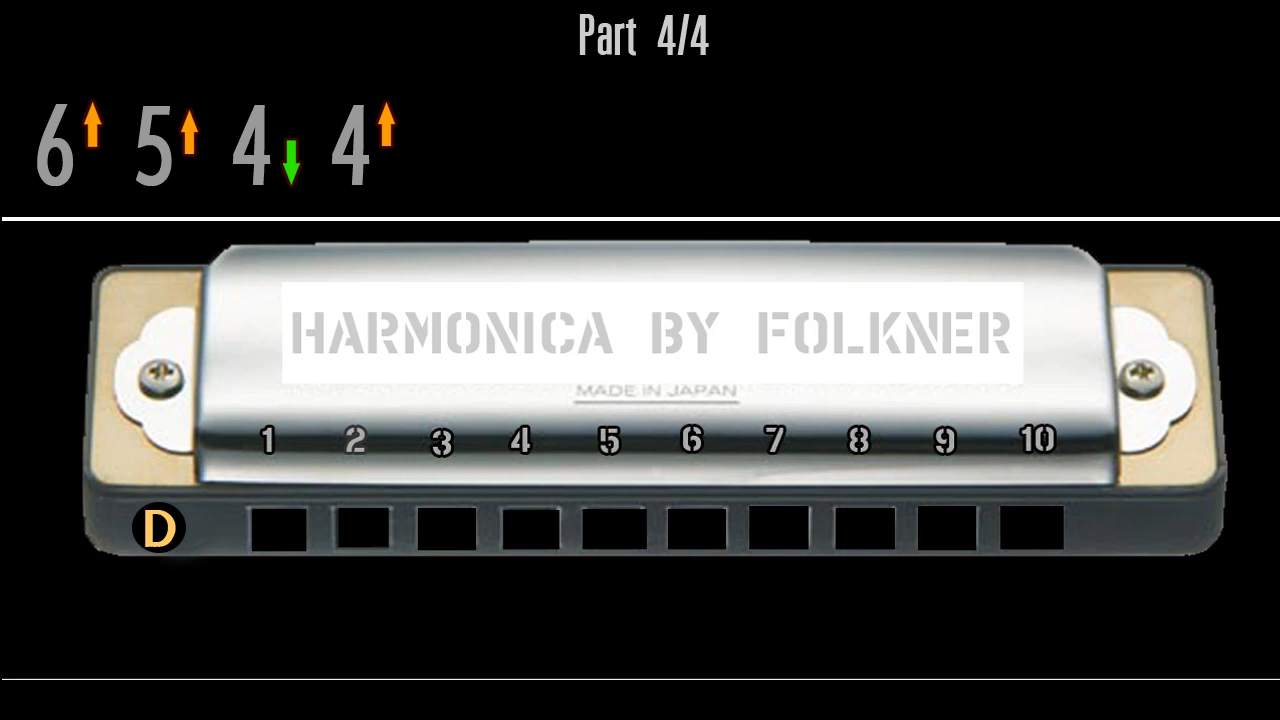 Part 4/4
6↑ 5↑ 4↓ 4↑
HARMONICA BY FOLKNER
MADE IN JAPAN
1 2 3 4 5 6 7 8 9 10
D